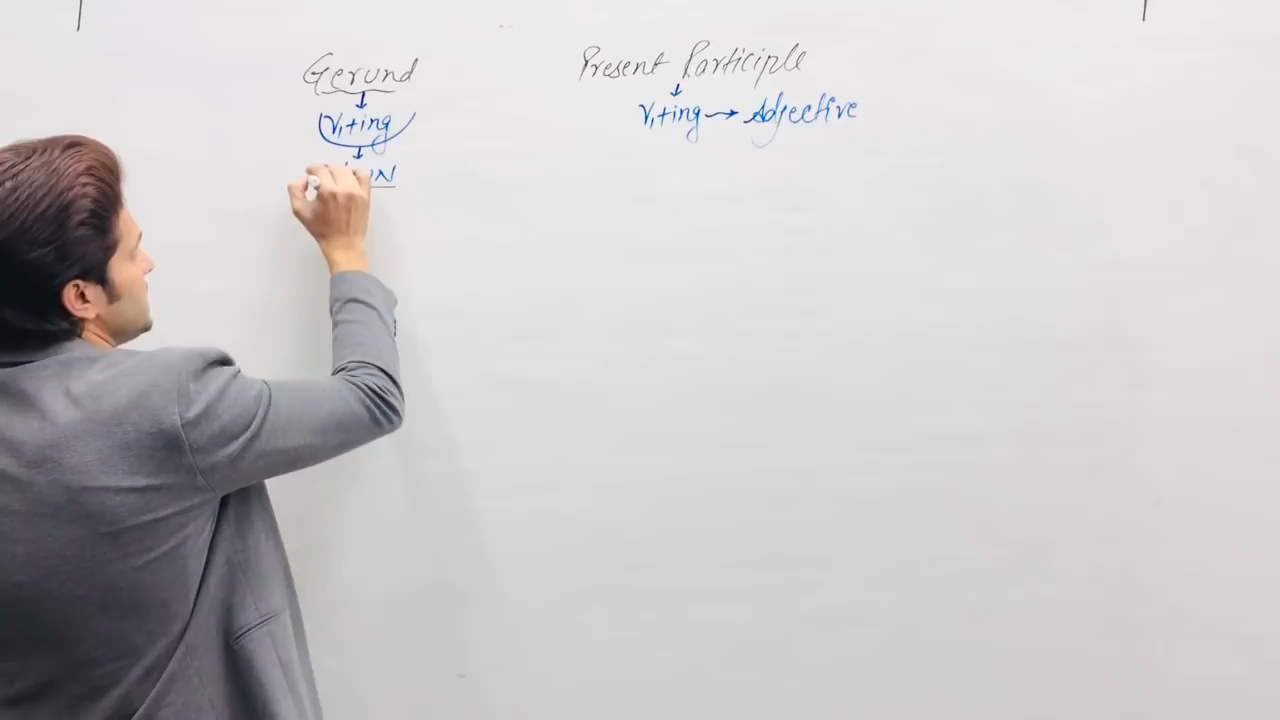 Gerund
↓
V₁+ing
↓
Present Participle
↓
V₁+ing → Adjective